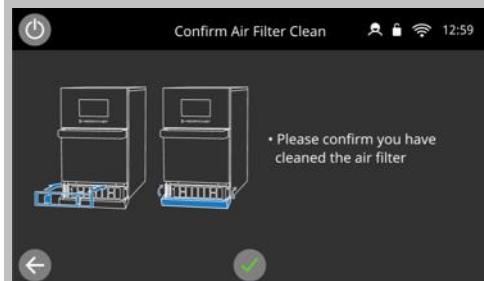 Confirm Air Filter Clean
12:59
• Please confirm you have
cleaned the air filter